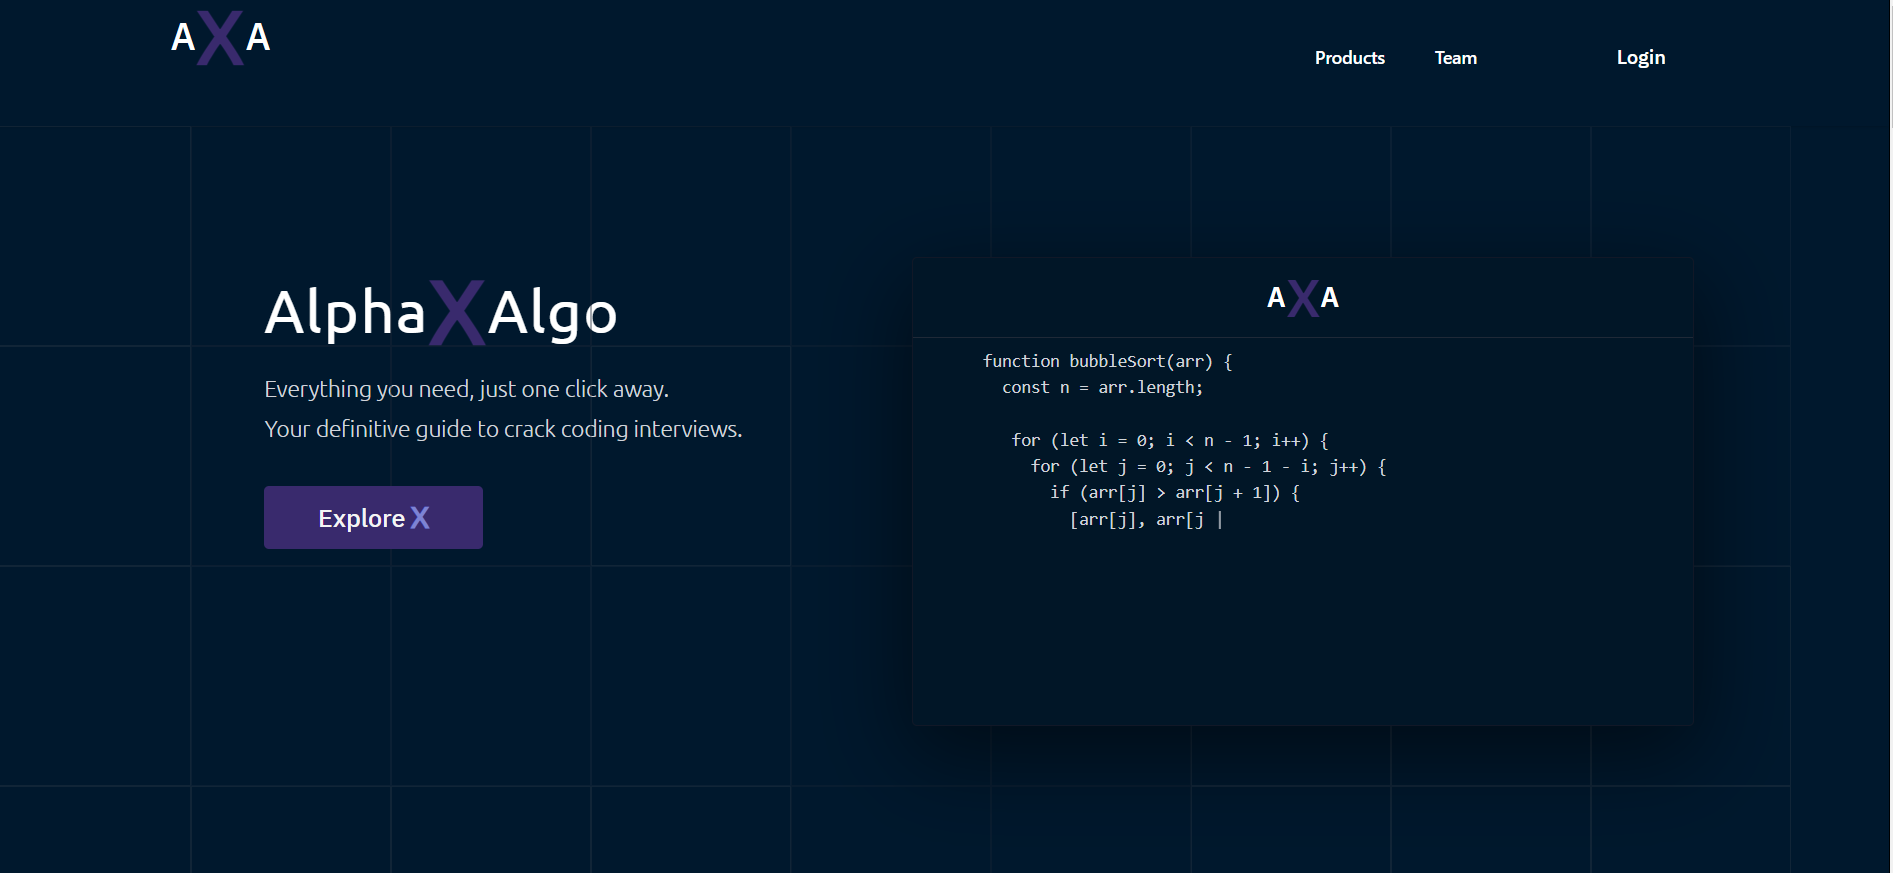 AXA
Products Team Login
AlphaXAlgo
Everything you need, just one click away.
Your definitive guide to crack coding interviews.
Explore X
AXA
function bubbleSort(arr) {
  const n = arr.length;

   for (let i = 0; i < n - 1; i++) {
     for (let j = 0; j < n - 1 - i; j++) {
       if (arr[j] > arr[j + 1]) {
         [arr[j], arr[j |